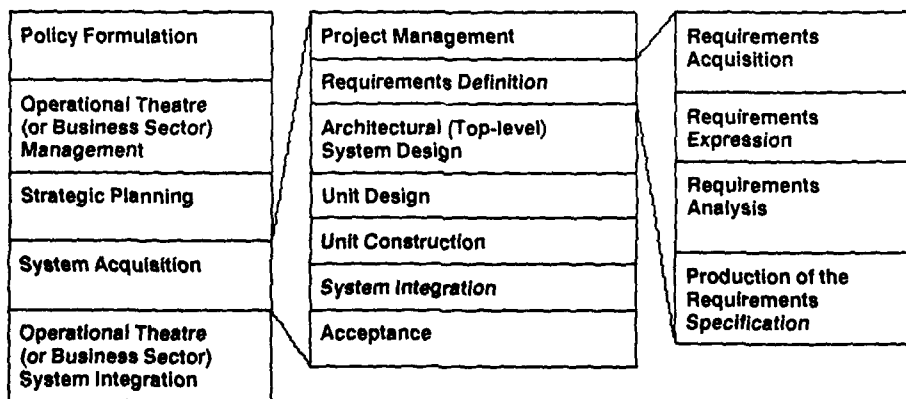 Policy Formulation
Operational Theatre
(or Business Sector)
Management
Strategic Planning
System Acquisition
Operational Theatre
(or Business Sector)
System Integration
Project Management
Requirements Definition
Architectural (Top-level)
System Design
Unit Design
Unit Construction
System Integration
Acceptance
Requirements
Acquisition
Requirements
Expression
Requirements
Analysis
Production of the
Requirements
Specification